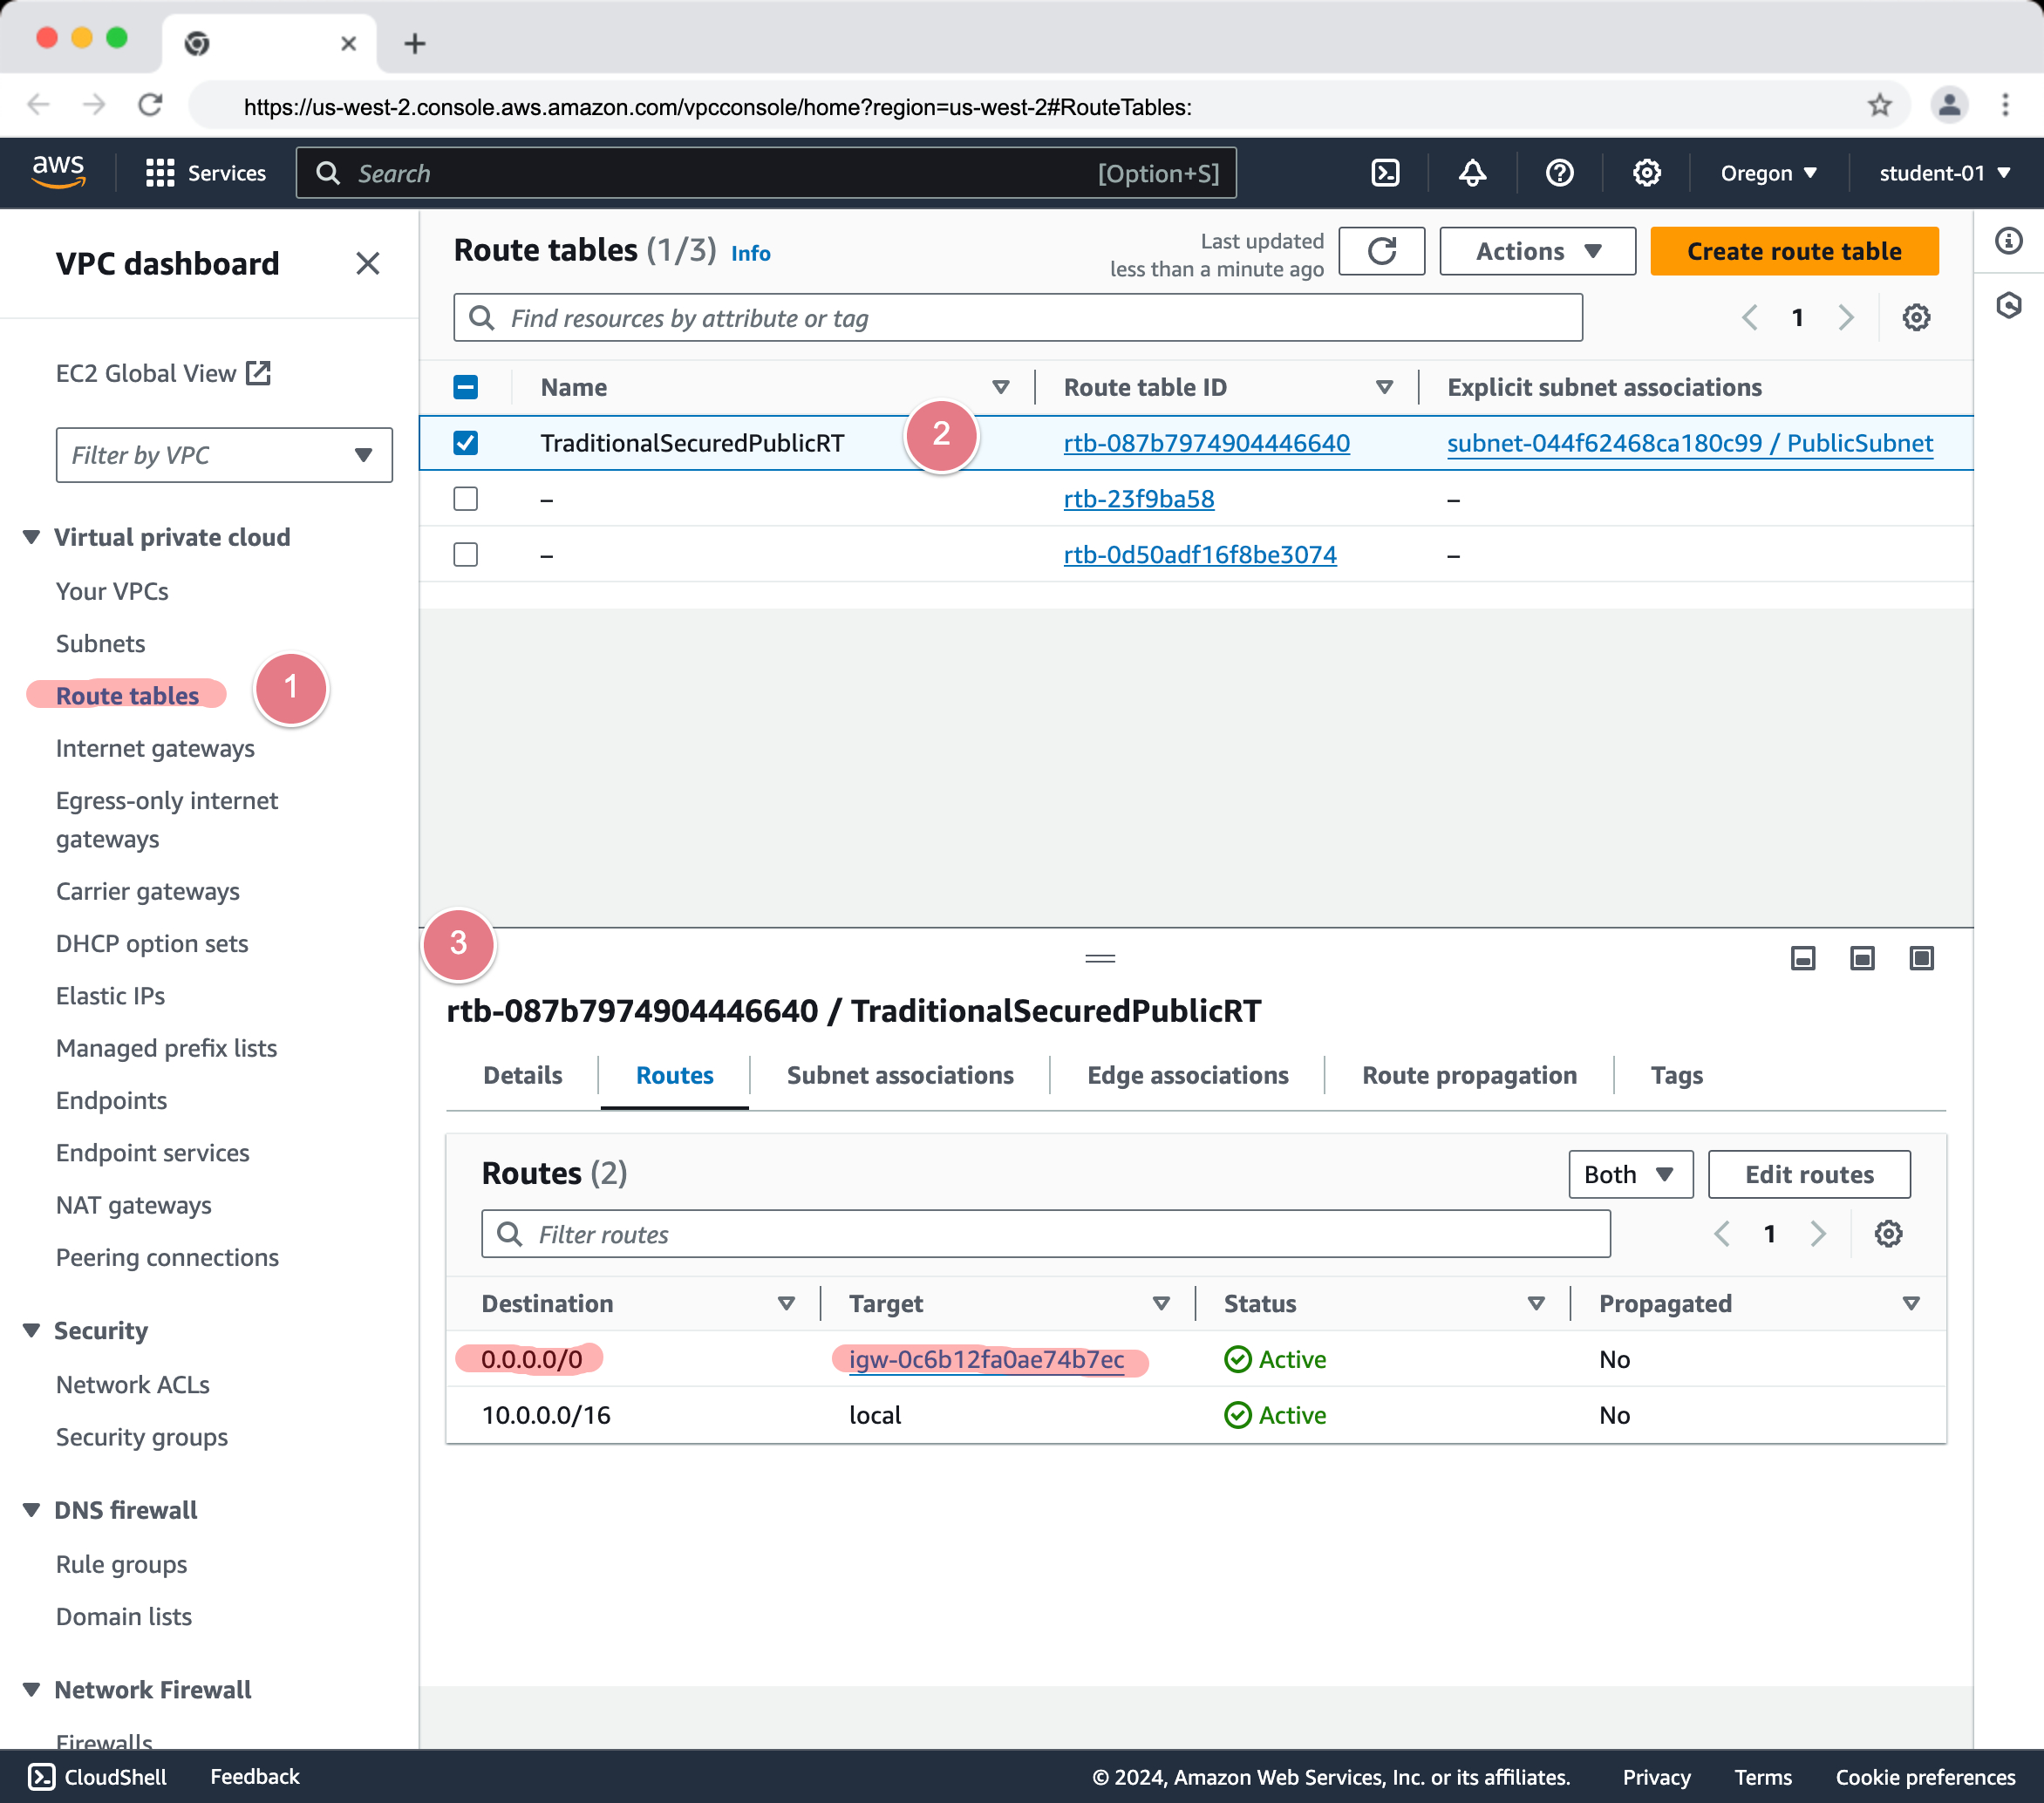 https://us-west-2.console.aws.amazon.com/vpcconsole/home?region=us-west-2#RouteTables:
aws
Services
Search
[Option+S]
Oregon
student-01
VPC dashboard
EC2 Global View
Filter by VPC
Virtual private cloud
Your VPCs
Subnets
Route tables
1
Internet gateways
Egress-only internet
gateways
Carrier gateways
DHCP option sets
Elastic IPs
Managed prefix lists
Endpoints
Endpoint services
NAT gateways
Peering connections
Security
Network ACLs
Security groups
DNS firewall
Rule groups
Domain lists
Network Firewall
Firewalls
Route tables (1/3) Info
Last updated
less than a minute ago
Actions
Create route table
Find resources by attribute or tag
1
Name
Route table ID
Explicit subnet associations
TraditionalSecuredPublicRT
2
rtb-087b7974904446640
subnet-044f62468ca180c99 / PublicSubnet
–
rtb-23f9ba58
–
–
rtb-0d50adf16f8be3074
–
3
rtb-087b7974904446640 / TraditionalSecuredPublicRT
Details
Routes
Subnet associations
Edge associations
Route propagation
Tags
Routes (2)
Both
Edit routes
Filter routes
1
Destination
Target
Status
Propagated
0.0.0.0/0
igw-0c6b12fa0ae74b7ec
Active
No
10.0.0.0/16
local
Active
No
CloudShell
Feedback
© 2024, Amazon Web Services, Inc. or its affiliates.
Privacy
Terms
Cookie preferences